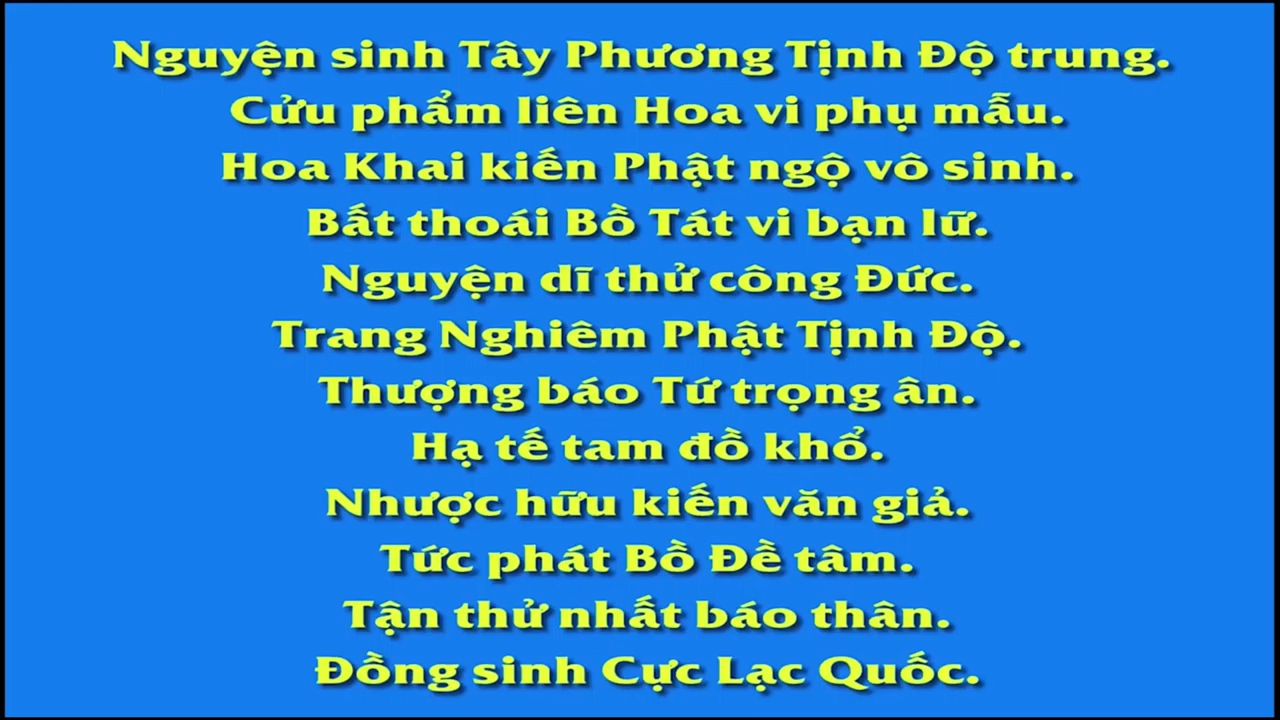 Nguyện sinh Tây Phương Tịnh Độ trung.
Cửu phẩm liên Hoa vi phụ mẫu.
Hoa Khai kiến Phật ngộ vô sinh.
Bất thoái Bồ Tát vi bạn lữ.
Nguyện dĩ thử công Đức.
Trang Nghiêm Phật Tịnh Độ.
Thượng báo Tứ trọng ân.
Hạ tế tam đồ khổ.
Nhược hữu kiến văn giả.
Tức phát Bồ Đề tâm.
Tận thử nhất báo thân.
Đồng sinh Cực Lạc Quốc.